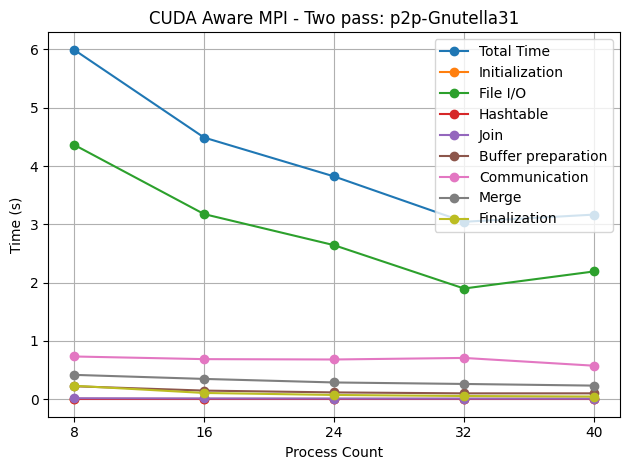 CUDA Aware MPI - Two pass: p2p-Gnutella31
Total Time
Initialization
File I/O
Hashtable
Join
Buffer preparation
Communication
Merge
Finalization
Time (s)
6
5
4
3
2
1
0
8 16 24 32 40
Process Count